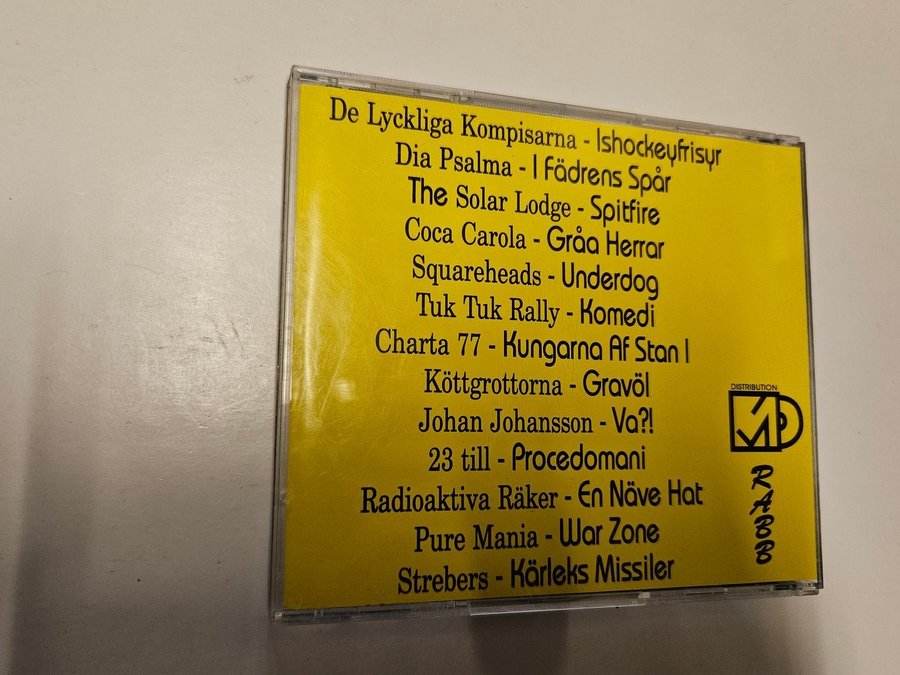 De Lyckliga Kompisarna - Ishockeyfrisyr
Dia Psalma - I Fädrens Spår
The Solar Lodge - Spitfire
Coca Carola - Gråa Herrar
Squareheads - Underdog
Tuk Tuk Rally - Komedi
Charta 77 - Kungarna Af Stan I
Köttgrottorna - Gravöl
Johan Johansson - Va?!
23 till - Procedomani
Radioaktiva Räker - En Näve Hat
Pure Mania - War Zone
Strebers - Kärleks Missiler
DISTRIBUTION
MD
RABB